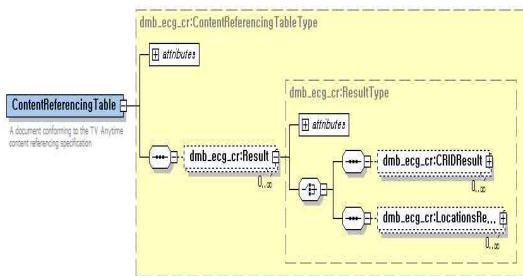 dmb_ecg_cr:ContentReferencingTableType
attributes
ContentReferencingTable
A document conforming to the TV Anytime
content referencing specification
dmb_ecg_cr:ResultType
attributes
dmb_ecg_cr:Result
0..∞
dmb_ecg_cr:CRIDResult
0..∞
dmb_ecg_cr:LocationsRe...
0..∞